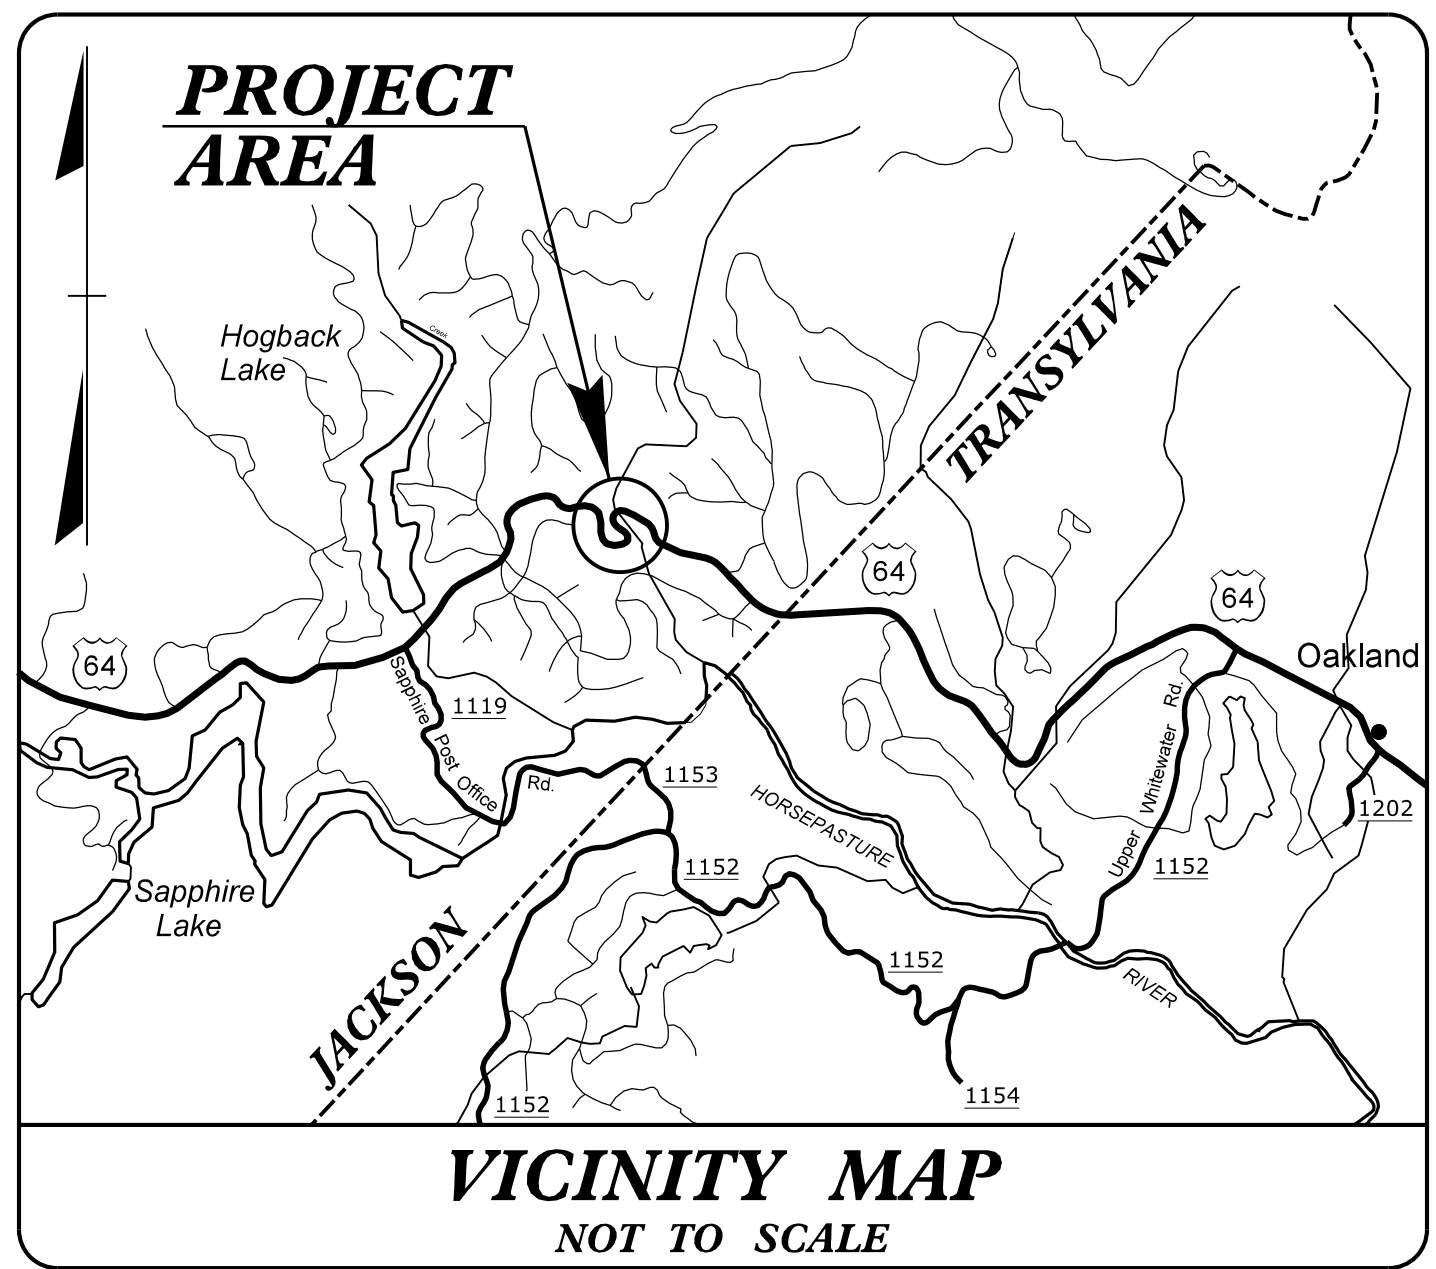 PROJECT
AREA
TRANSYLVANIA
Hogback
Lake
Creek
64
64
64
Oakland
Sapphire Post Office Rd.
1119
1153
HORSEPASTURE
Upper Whitewater Rd.
1202
1152
1152
Sapphire
Lake
JACKSON
1152
RIVER
1154
1152
VICINITY MAP
NOT TO SCALE